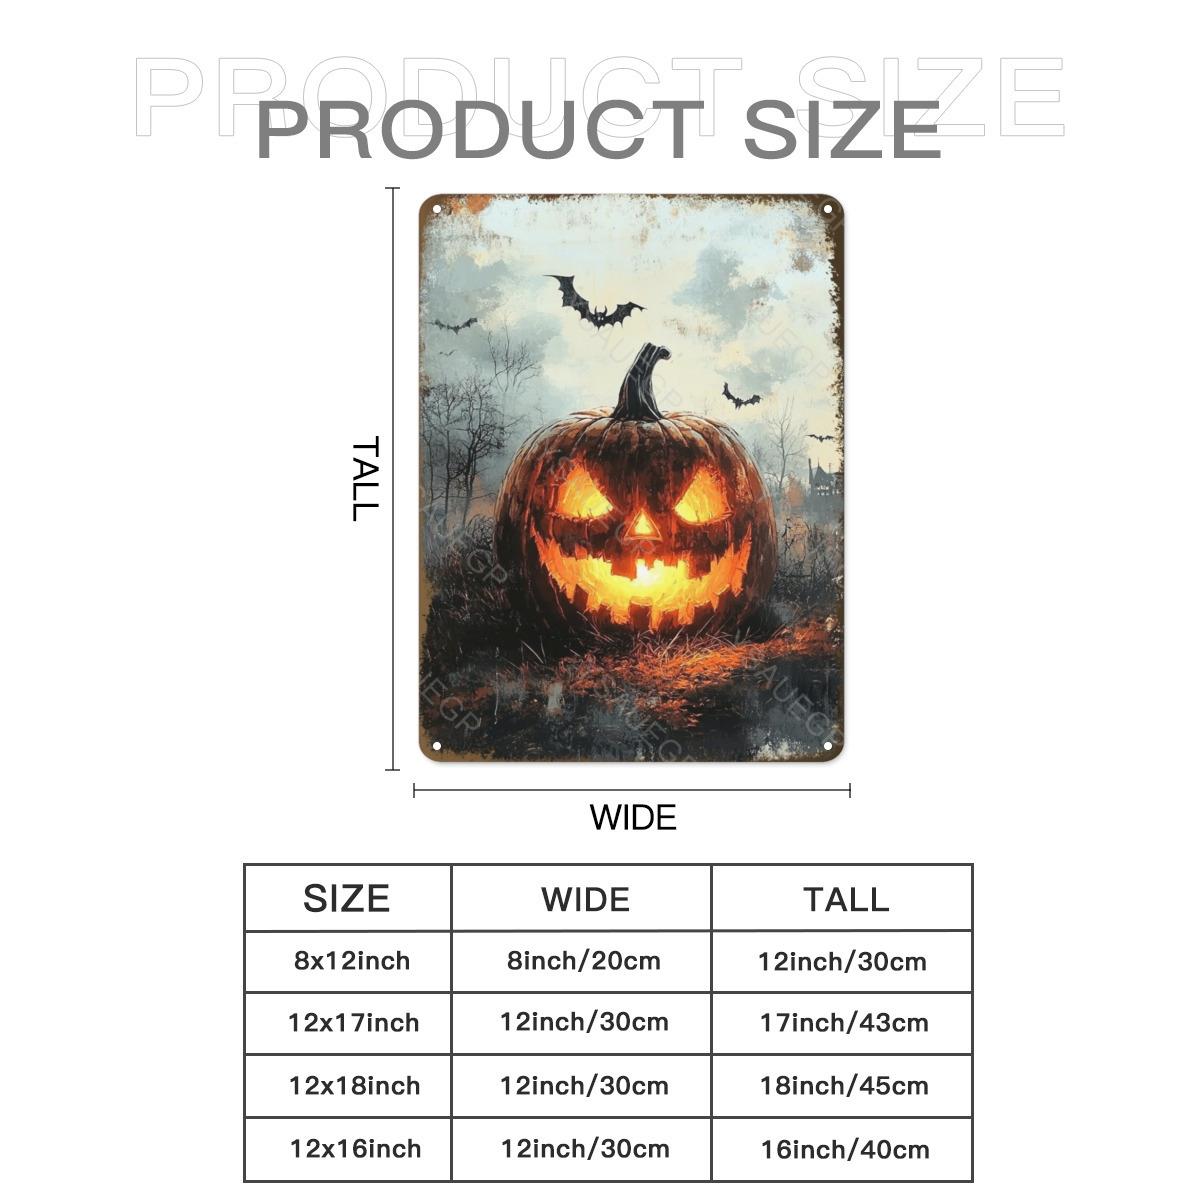 PRODUCT SIZE
PRODUCT SIZE
TALL
WIDE
SIZE WIDE TALL
8x12inch 8inch/20cm 12inch/30cm
12x17inch 12inch/30cm 17inch/43cm
12x18inch 12inch/30cm 18inch/45cm
12x16inch 12inch/30cm 16inch/40cm